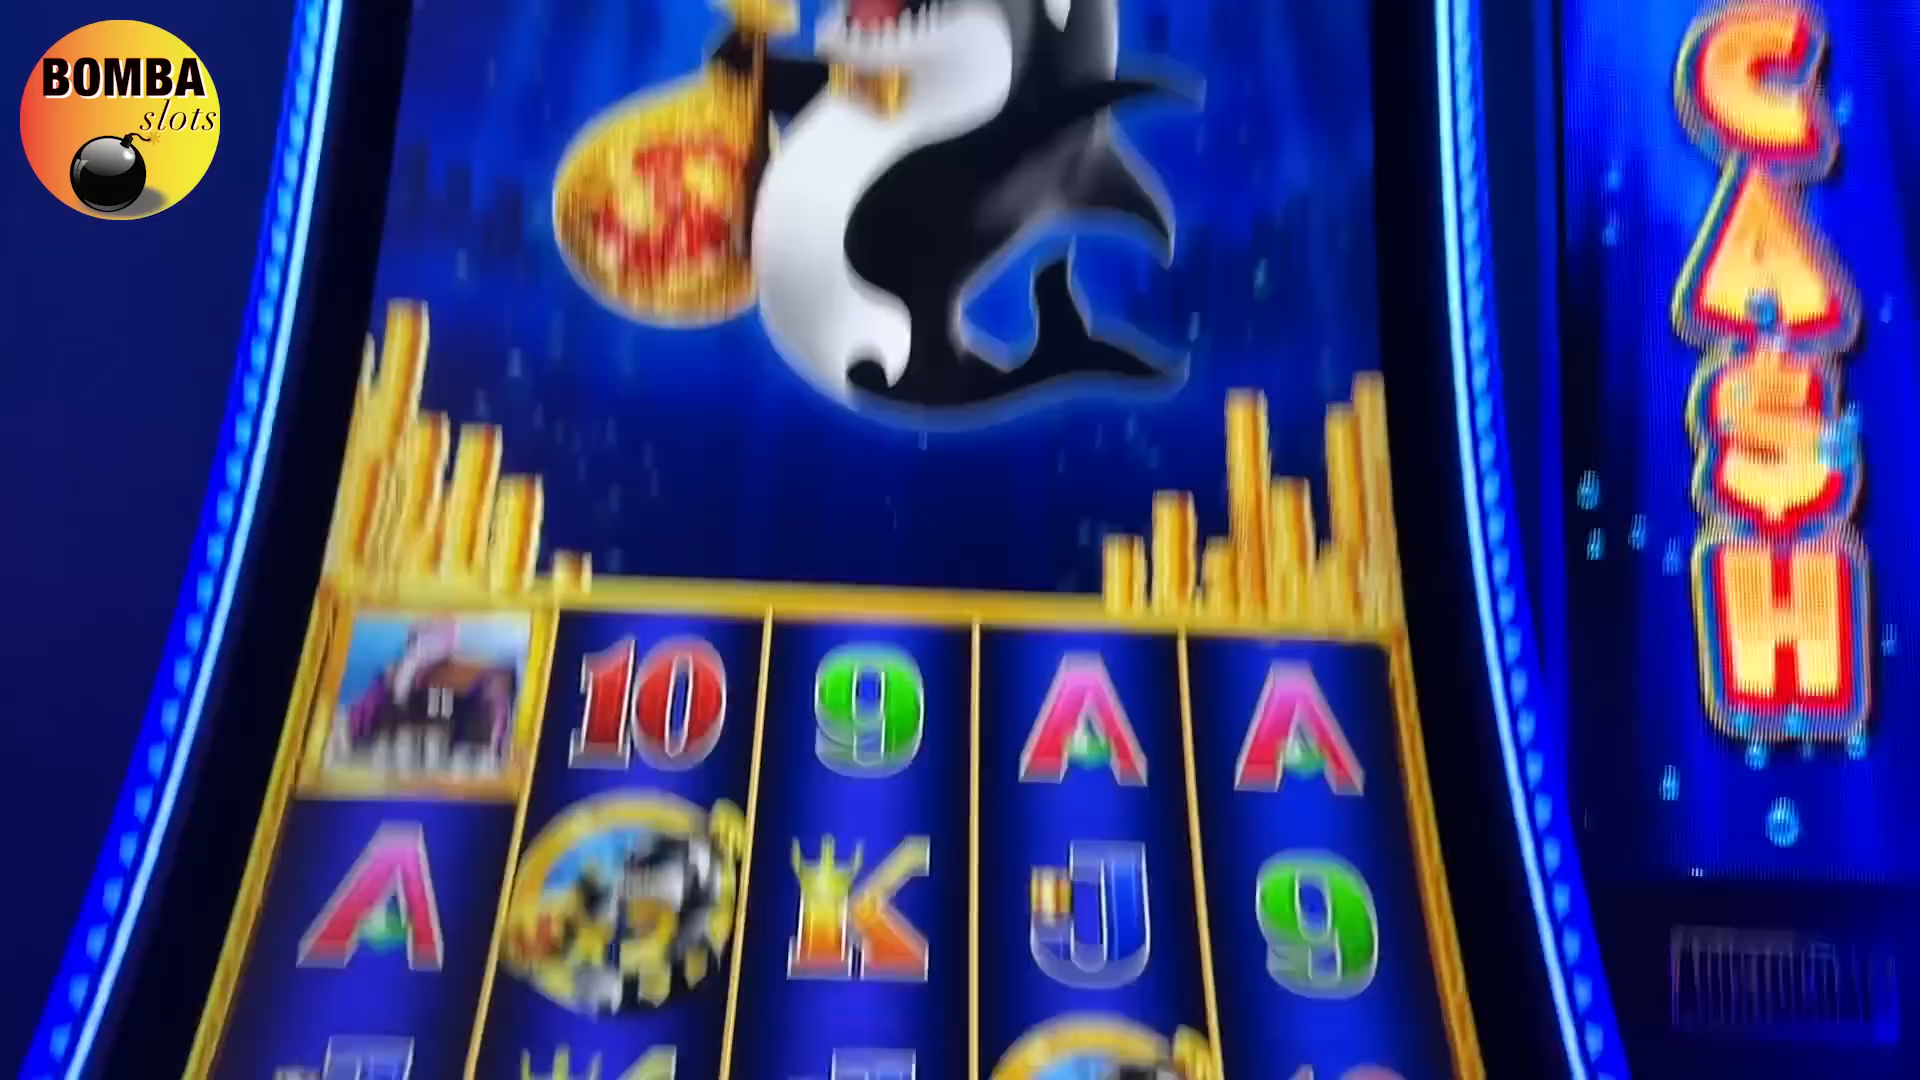 BOMBA
slots
CASH
10 9 A A
A K J 9
J K J